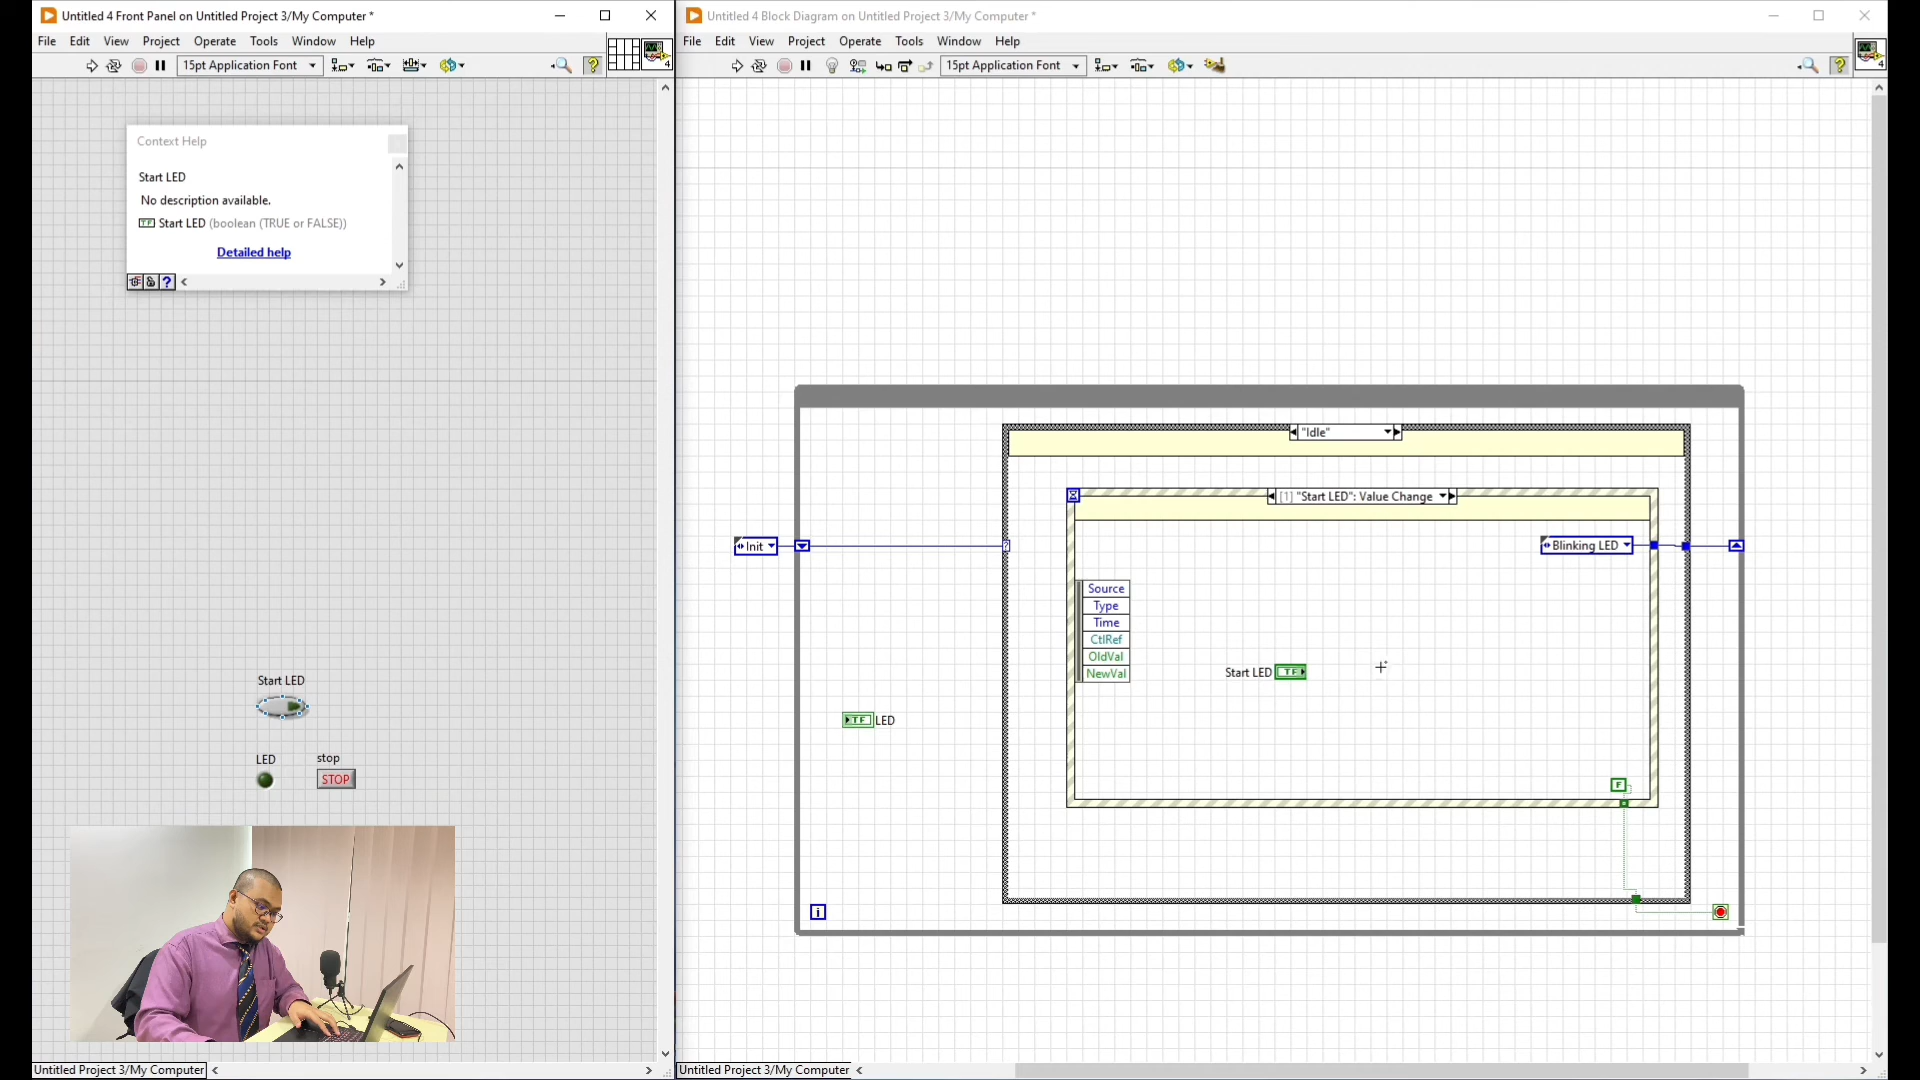 Untitled 4 Front Panel on Untitled Project 3/My Computer *
File Edit View Project Operate Tools Window Help
15pt Application Font
4
Context Help
Start LED
No description available.
TF Start LED (boolean (TRUE or FALSE))
Detailed help
Start LED
LED
stop
STOP
Untitled Project 3/My Computer
Untitled 4 Block Diagram on Untitled Project 3/My Computer *
File Edit View Project Operate Tools Window Help
15pt Application Font
4
"Idle"
[1] "Start LED": Value Change
Init
Blinking LED
Source
Type
Time
CtlRef
OldVal
NewVal
Start LED TF
TF LED
F
i
Untitled Project 3/My Computer